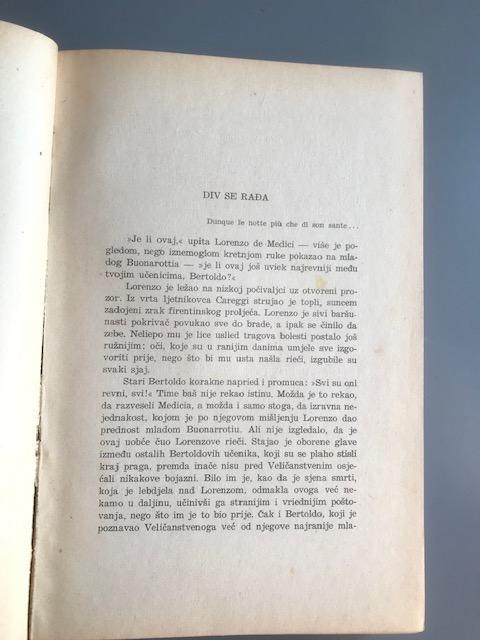 DIV SE RAĐA
Dunque le notte più che dì son sante...
»Je li ovaj,« upita Lorenzo de Medici — više je po-
gledom, nego iznemoglom kretnjom ruke pokazao na mla-
dog Buonarottia — »je li ovaj još uviek najrevniji među
tvojim učenicima, Bertoldo?«
Lorenzo je ležao na nizkoj počivaljci uz otvoreni pro-
zor. Iz vrta ljetnikovca Careggi strujao je topli, suncem
zadojeni zrak firentinskog proljeća. Lorenzo je sivi baršu-
nasti pokrivač povukao sve do brade, a ipak se činilo da
zebe. Neliepo mu je lice uslied tragova bolesti postalo još
ružnijim; oči, koje su u ranijim danima umjele sve izgo-
voriti prije, nego što bi mu usta našla rieči, izgubile su
svaki sjaj.
Stari Bertoldo korakne napried i promuca: »Svi su oni
revni, svi!« Time baš nije rekao istinu. Možda je to rekao,
da razveseli Medicia, a možda i samo stoga, da izravna ne-
jednakost, kojom je po njegovom mišljenju Lorenzo dao
prednost mladom Buonarrotiu. Ali nije izgledalo, da je
ovaj uobće čuo Lorenzove rieči. Stajao je oborene glave
između ostalih Bertoldovih učenika, koji su se plaho stisli
kraj praga, premda inače nisu pred Veličanstvenim osje-
ćali nikakove bojazni. Bilo im je, kao da je sjena smrti,
koja je lebdjela nad Lorenzom, odmakla ovoga već ne-
kamo u daljinu, učinivši ga stranijim i vriednijim pošto-
vanja, nego što im je to bio prije. Čak i Bertoldo, koji je
poznavao Veličanstvenoga već od njegove najranije mla-